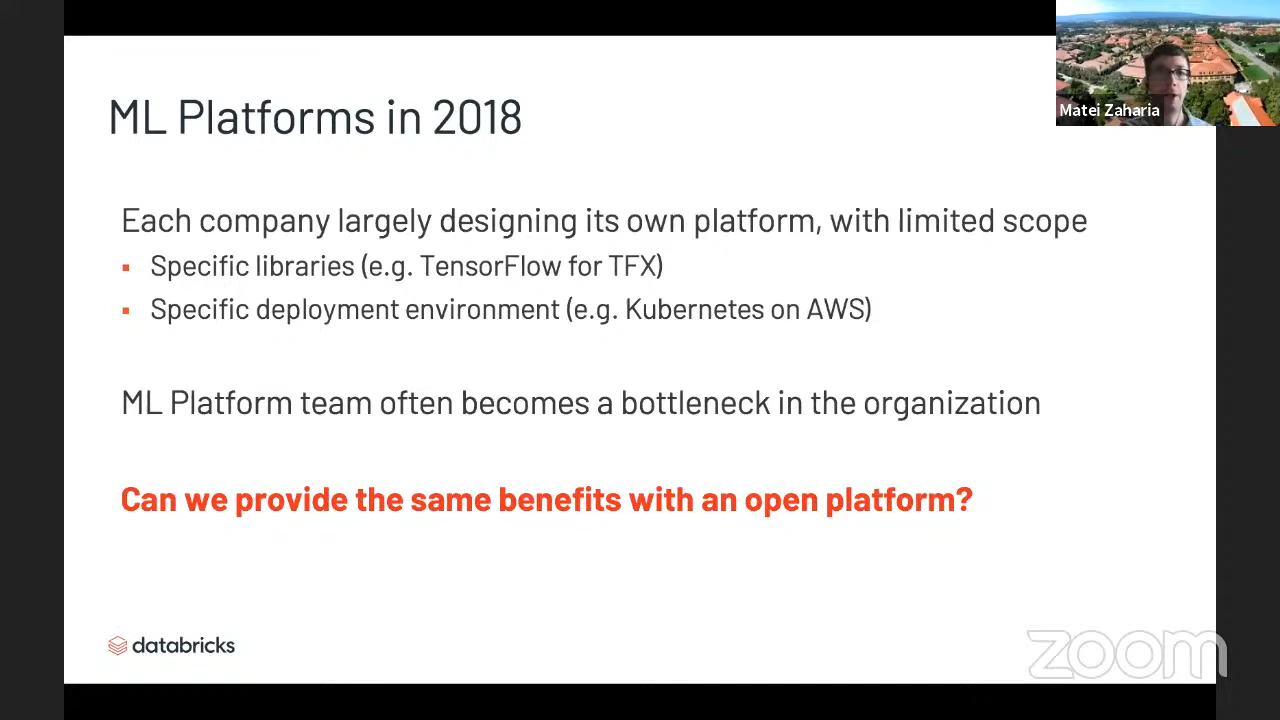 Matei Zaharia
ML Platforms in 2018
Each company largely designing its own platform, with limited scope
Specific libraries (e.g. TensorFlow for TFX)
Specific deployment environment (e.g. Kubernetes on AWS)
ML Platform team often becomes a bottleneck in the organization
Can we provide the same benefits with an open platform?
databricks
zoom